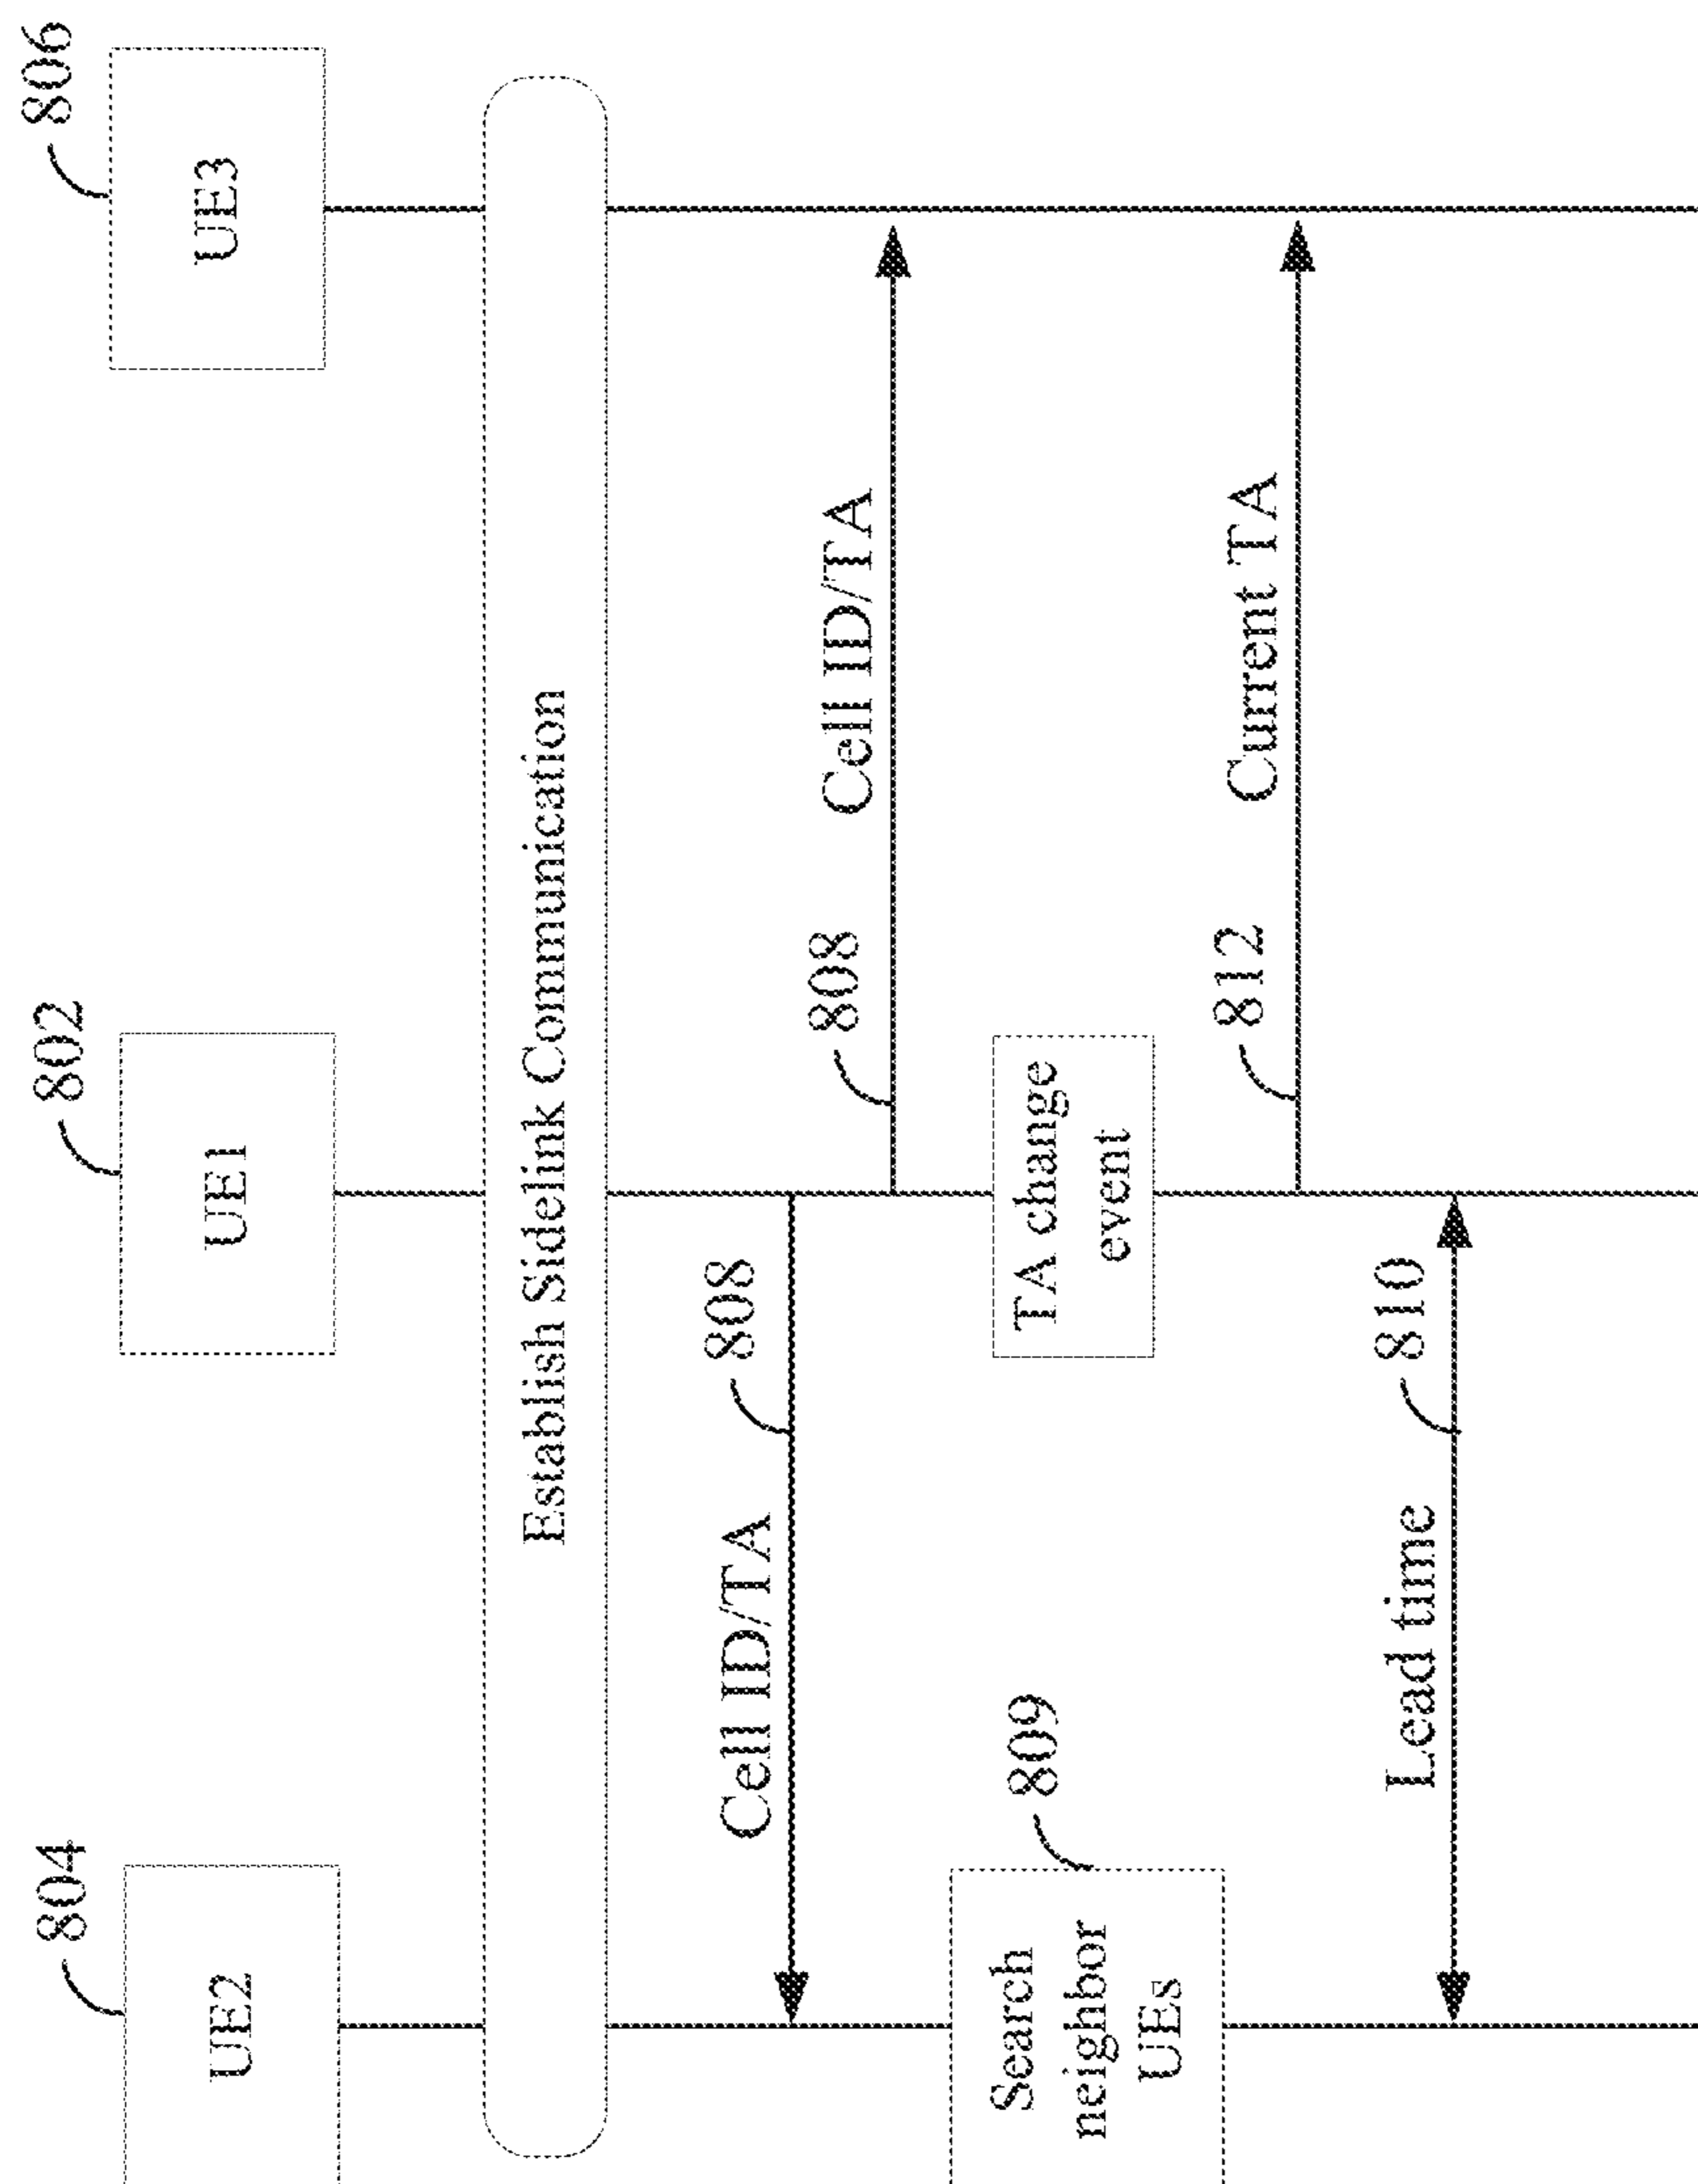 804
802
806
UE2
UE1
UE3
Establish Sidelink Communication
Cell ID/TA
808
808
Cell ID/TA
Search
neighbor
UEs
809
TA change
event
812
Current TA
Lead time
810